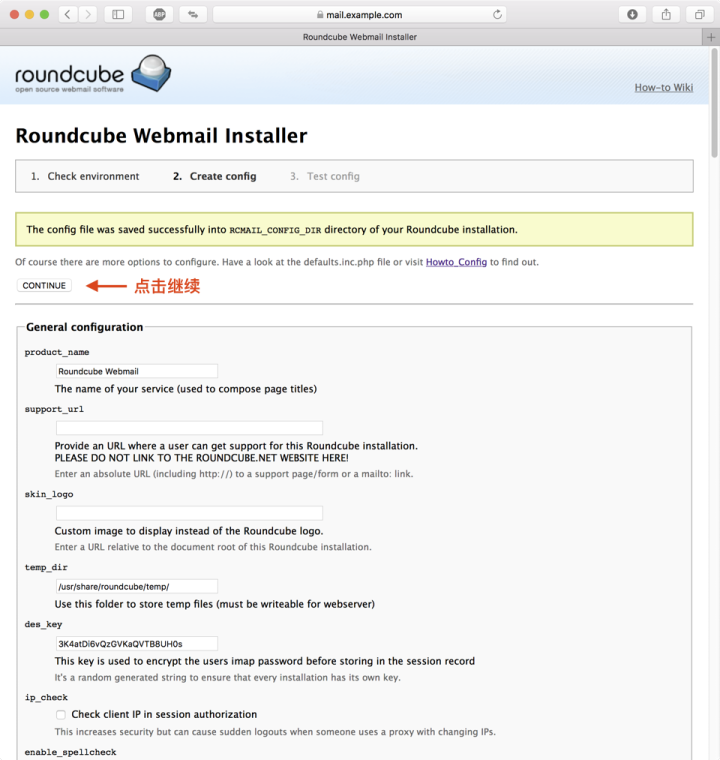 ABP
mail.example.com
Roundcube Webmail Installer
roundcube
open source webmail software
How-to Wiki
Roundcube Webmail Installer
1. Check environment 2. Create config 3. Test config
The config file was saved successfully into RCMAIL_CONFIG_DIR directory of your Roundcube installation.
Of course there are more options to configure. Have a look at the defaults.inc.php file or visit Howto_Config to find out.
CONTINUE 点击继续
General configuration
product_name
Roundcube Webmail
The name of your service (used to compose page titles)
support_url
Provide an URL where a user can get support for this Roundcube installation.
PLEASE DO NOT LINK TO THE ROUNDCUBE.NET WEBSITE HERE!
Enter an absolute URL (including http://) to a support page/form or a mailto: link.
skin_logo
Custom image to display instead of the Roundcube logo.
Enter a URL relative to the document root of this Roundcube installation.
temp_dir
/usr/share/roundcube/temp/
Use this folder to store temp files (must be writeable for webserver)
des_key
3K4atDi6vQzGVKaQVTB8UH0s
This key is used to encrypt the users imap password before storing in the session record
It's a random generated string to ensure that every installation has its own key.
ip_check
Check client IP in session authorization
This increases security but can cause sudden logouts when someone uses a proxy with changing IPs.
enable_spellcheck